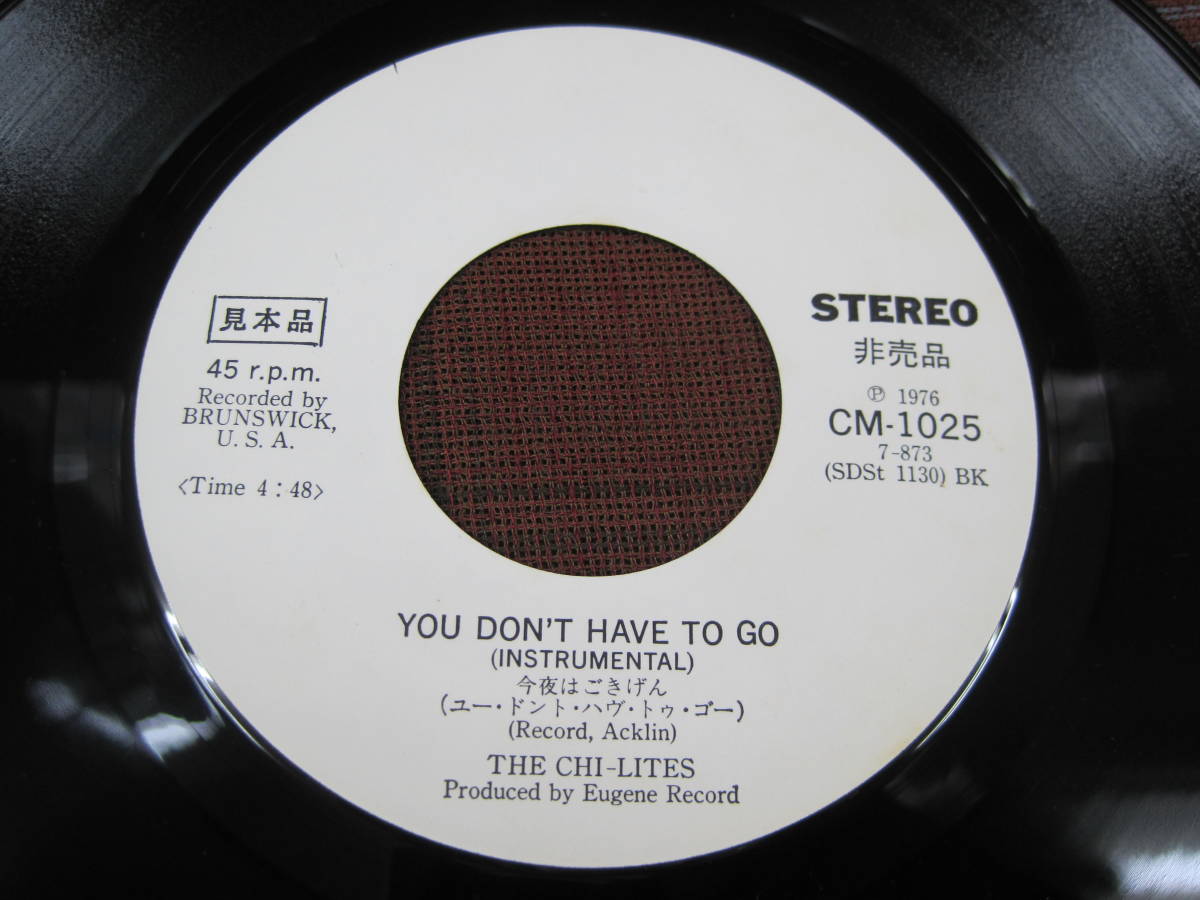 見本品
45 r.p.m.
Recorded by
BRUNSWICK,
U. S. A.
<Time 4:48>
STEREO
非売品
Ⓟ 1976
CM-1025
7-873
(SDSt 1130) BK
YOU DON'T HAVE TO GO
(INSTRUMENTAL)
今夜はごきげん
(ユー・ドント・ハヴ・トゥ・ゴー)
(Record, Acklin)
THE CHI-LITES
Produced by Eugene Record